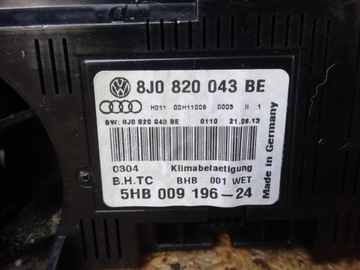 8J0 820 043 BE
H011 00H11009 0005 II 1
SW: 8J0 820 043 BE 0110 21.08.13
0304 Klimabetaetigung
B.H.TC BHB 001 WET
5HB 009 196-24
Made in Germany